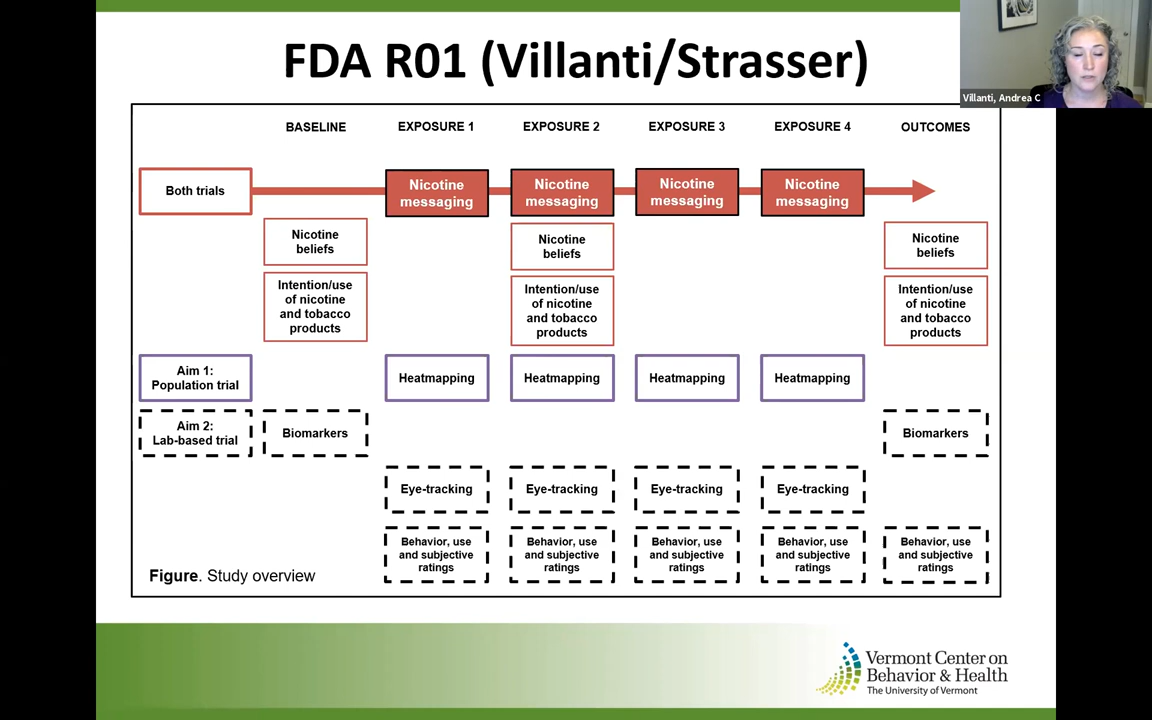 FDA R01 (Villanti/Strasser)
Villanti, Andrea C
BASELINE EXPOSURE 1 EXPOSURE 2 EXPOSURE 3 EXPOSURE 4 OUTCOMES
Both trials
Nicotine
messaging
Nicotine
messaging
Nicotine
messaging
Nicotine
messaging
Nicotine
beliefs
Nicotine
beliefs
Nicotine
beliefs
Intention/use
of nicotine
and tobacco
products
Intention/use
of nicotine
and tobacco
products
Intention/use
of nicotine
and tobacco
products
Aim 1:
Population trial
Heatmapping
Heatmapping
Heatmapping
Heatmapping
Aim 2:
Lab-based trial
Biomarkers
Biomarkers
Eye-tracking
Eye-tracking
Eye-tracking
Eye-tracking
Behavior, use
and subjective
ratings
Behavior, use
and subjective
ratings
Behavior, use
and subjective
ratings
Behavior, use
and subjective
ratings
Behavior, use
and subjective
ratings
Figure. Study overview
Vermont Center on
Behavior & Health
The University of Vermont